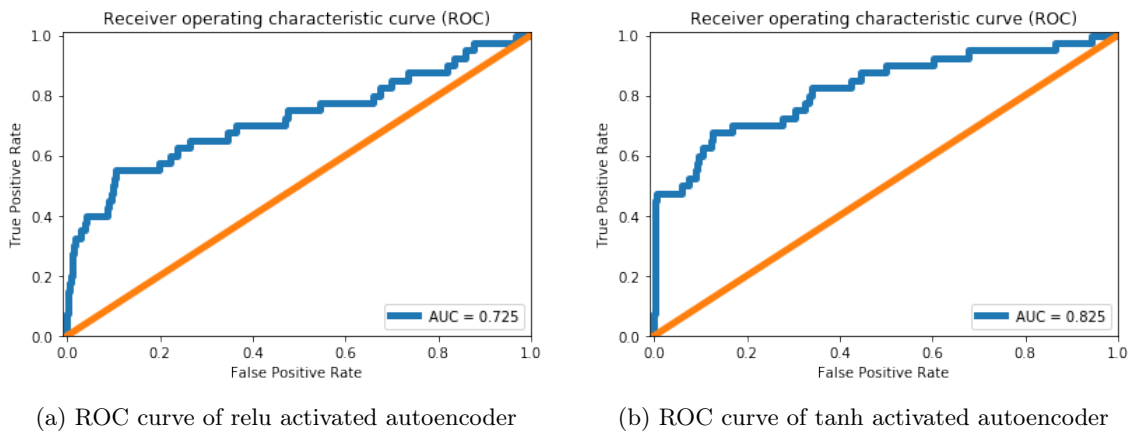 Receiver operating characteristic curve (ROC)
True Positive Rate
1.0
0.8
0.6
0.4
0.2
0.0
AUC = 0.725
0.0 0.2 0.4 0.6 0.8 1.0
False Positive Rate
(a) ROC curve of relu activated autoencoder
Receiver operating characteristic curve (ROC)
True Positive Rate
1.0
0.8
0.6
0.4
0.2
0.0
AUC = 0.825
0.0 0.2 0.4 0.6 0.8 1.0
False Positive Rate
(b) ROC curve of tanh activated autoencoder